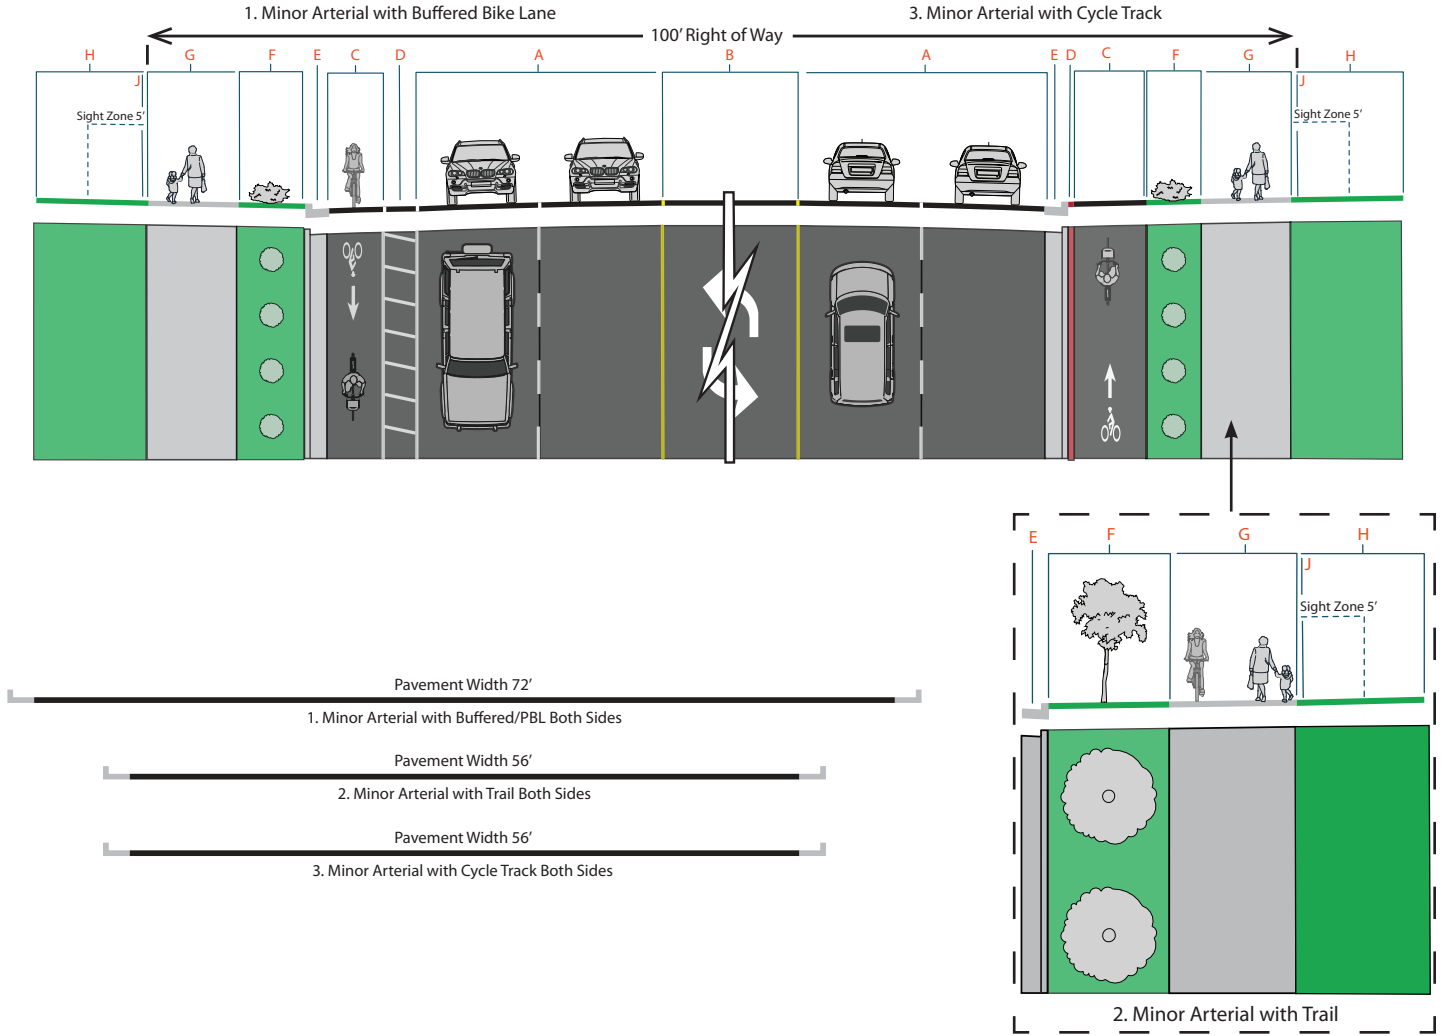 1. Minor Arterial with Buffered Bike Lane
3. Minor Arterial with Cycle Track
100’ Right of Way
H G F E C D A B A E D C F G H
J J
Sight Zone 5’
Sight Zone 5’
E F G H
J
Sight Zone 5’
Pavement Width 72’
1. Minor Arterial with Buffered/PBL Both Sides
Pavement Width 56’
2. Minor Arterial with Trail Both Sides
Pavement Width 56’
3. Minor Arterial with Cycle Track Both Sides
2. Minor Arterial with Trail